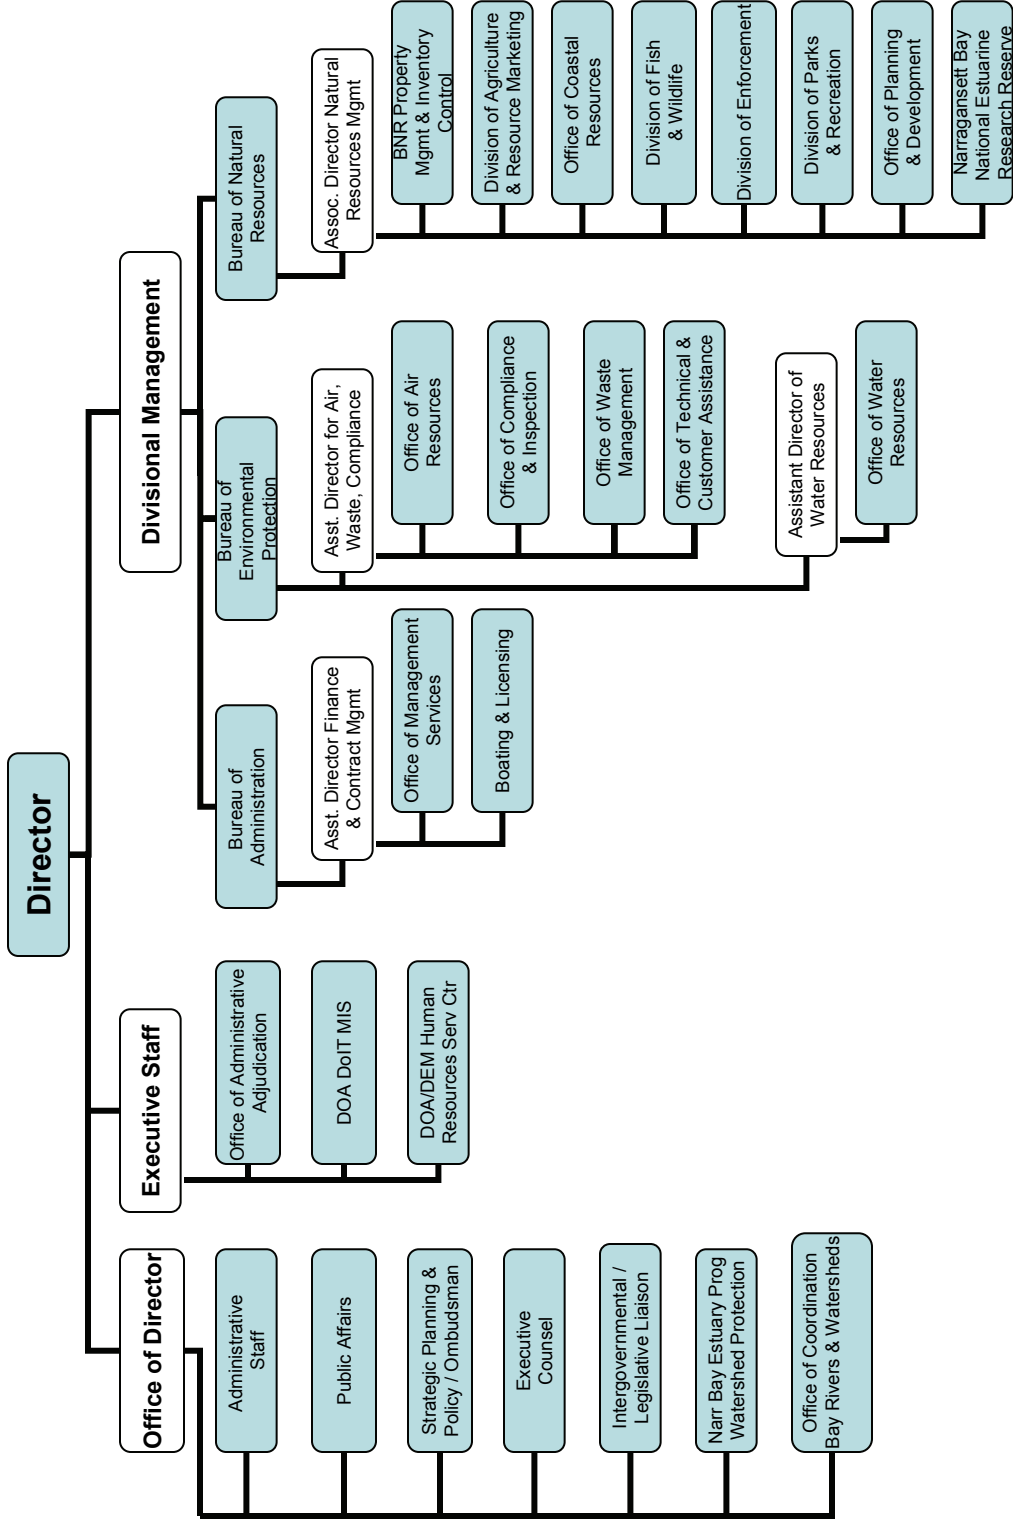 Director
Office of Director
Administrative
Staff
Public Affairs
Strategic Planning &
Policy / Ombudsman
Executive
Counsel
Intergovernmental /
Legislative Liaison
Narr Bay Estuary Prog
Watershed Protection
Office of Coordination
Bay Rivers & Watersheds
Executive Staff
Office of Administrative
Adjudication
DOA DoIT MIS
DOA/DEM Human
Resources Serv Ctr
Divisional Management
Bureau of
Administration
Asst. Director Finance
& Contract Mgmt
Office of Management
Services
Boating & Licensing
Bureau of
Environmental
Protection
Asst. Director for Air,
Waste, Compliance
Office of Air
Resources
Office of Compliance
& Inspection
Office of Waste
Management
Office of Technical &
Customer Assistance
Assistant Director of
Water Resources
Office of Water
Resources
Bureau of Natural
Resources
Assoc. Director Natural
Resources Mgmt
BNR Property
Mgmt & Inventory
Control
Division of Agriculture
& Resource Marketing
Office of Coastal
Resources
Division of Fish
& Wildlife
Division of Enforcement
Division of Parks
& Recreation
Office of Planning
& Development
Narragansett Bay
National Estuarine
Research Reserve